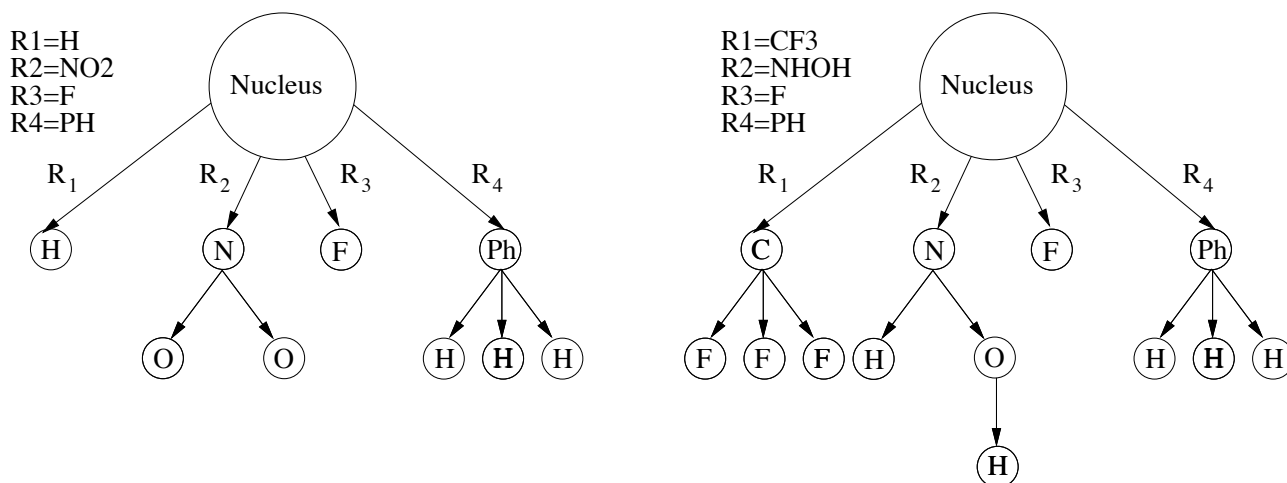 R1=H
R2=NO2
R3=F
R4=PH
Nucleus
R1
R2
R3
R4
H
N
F
Ph
O
O
H
H
H
R1=CF3
R2=NHOH
R3=F
R4=PH
Nucleus
R1
R2
R3
R4
C
N
F
Ph
F
F
F
H
O
H
H
H
H